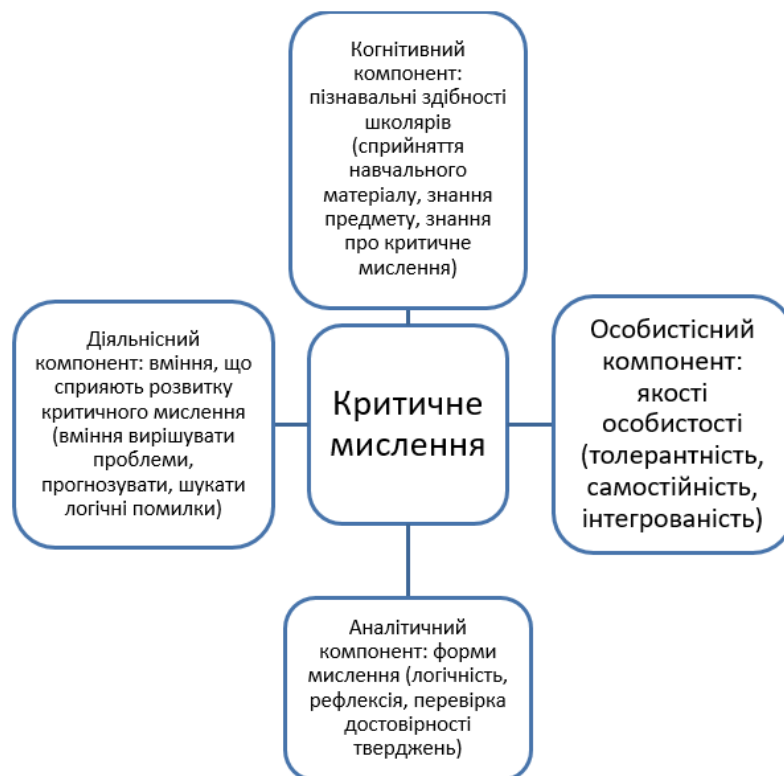 Когнітивний
компонент:
пізнавальні здібності
школярів
(сприйняття
навчального
матеріалу, знання
предмету, знання
про критичне
мислення)
Діяльнісний
компонент: вміння, що
сприяють розвитку
критичного мислення
(вміння вирішувати
проблеми,
прогнозувати, шукати
логічні помилки)
Критичне
мислення
Особистісний
компонент:
якості
особистості
(толерантність,
самостійність,
інтегрованість)
Аналітичний
компонент: форми
мислення (логічність,
рефлексія, перевірка
достовірності
тверджень)